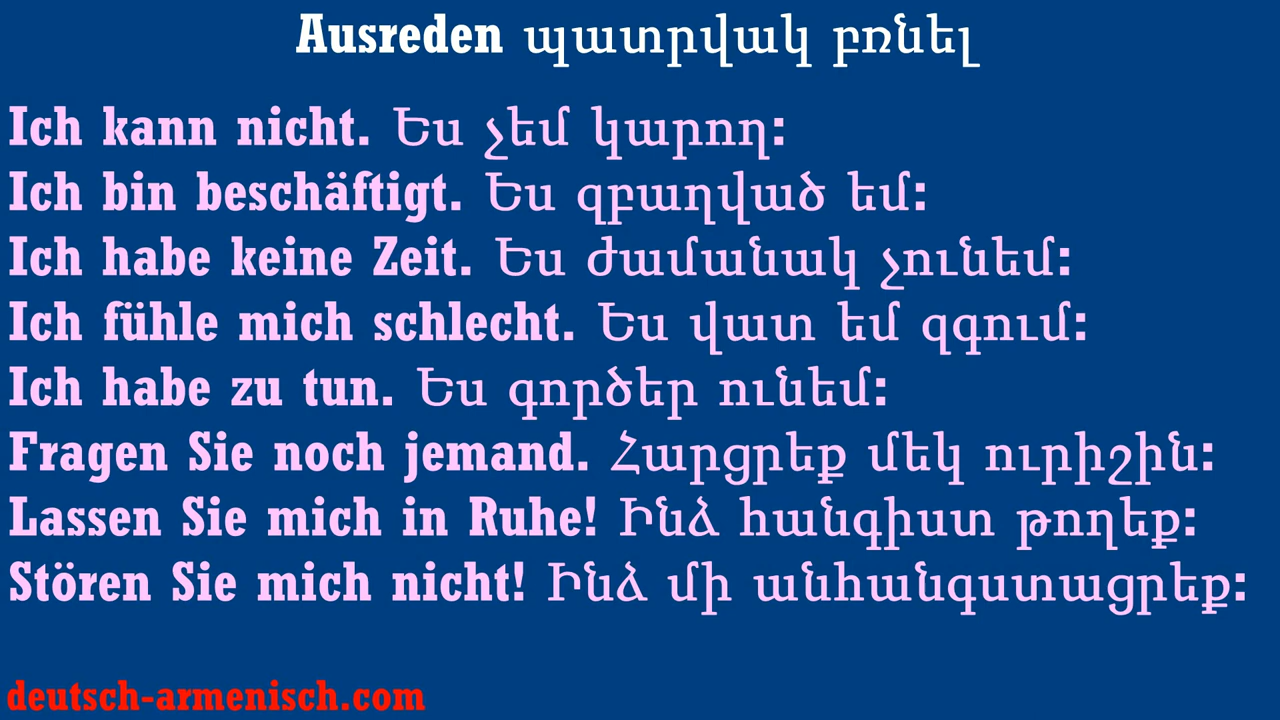 Ausreden պատրվակ բռնել
Ich kann nicht. Ես չեմ կարող:
Ich bin beschäftigt. Ես զբաղված եմ:
Ich habe keine Zeit. Ես ժամանակ չունեմ:
Ich fühle mich schlecht. Ես վատ եմ զգում:
Ich habe zu tun. Ես գործեր ունեմ:
Fragen Sie noch jemand. Հարցրեք մեկ ուրիշին:
Lassen Sie mich in Ruhe! Ինձ հանգիստ թողեք:
Stören Sie mich nicht! Ինձ մի անհանգստացրեք:
deutsch-armenisch.com